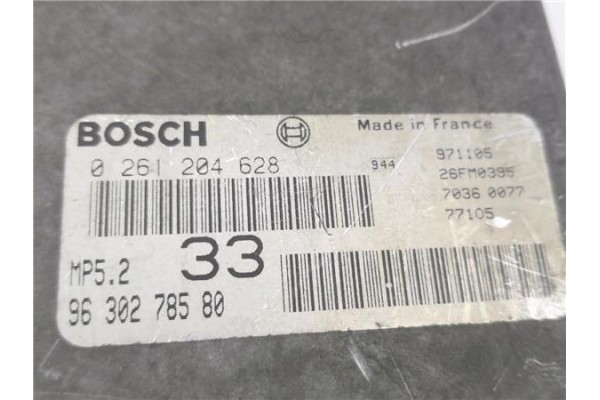 BOSCH Made in France
0 261 204 628 944 971105
26FM0395
7036 0077
77105
MP5.2 33
96 302 785 80